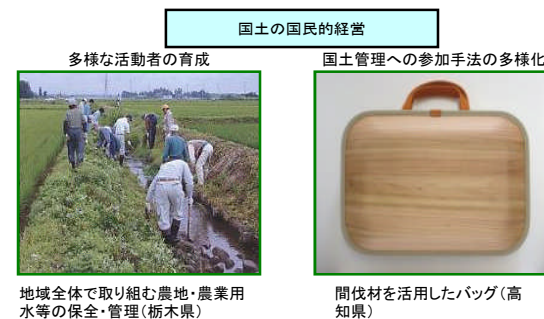 国土の国民的経営
多様な活動者の育成
国土管理への参加手法の多様化
地域全体で取り組む農地・農業用
水等の保全・管理(栃木県)
間伐材を活用したバッグ(高
知県)